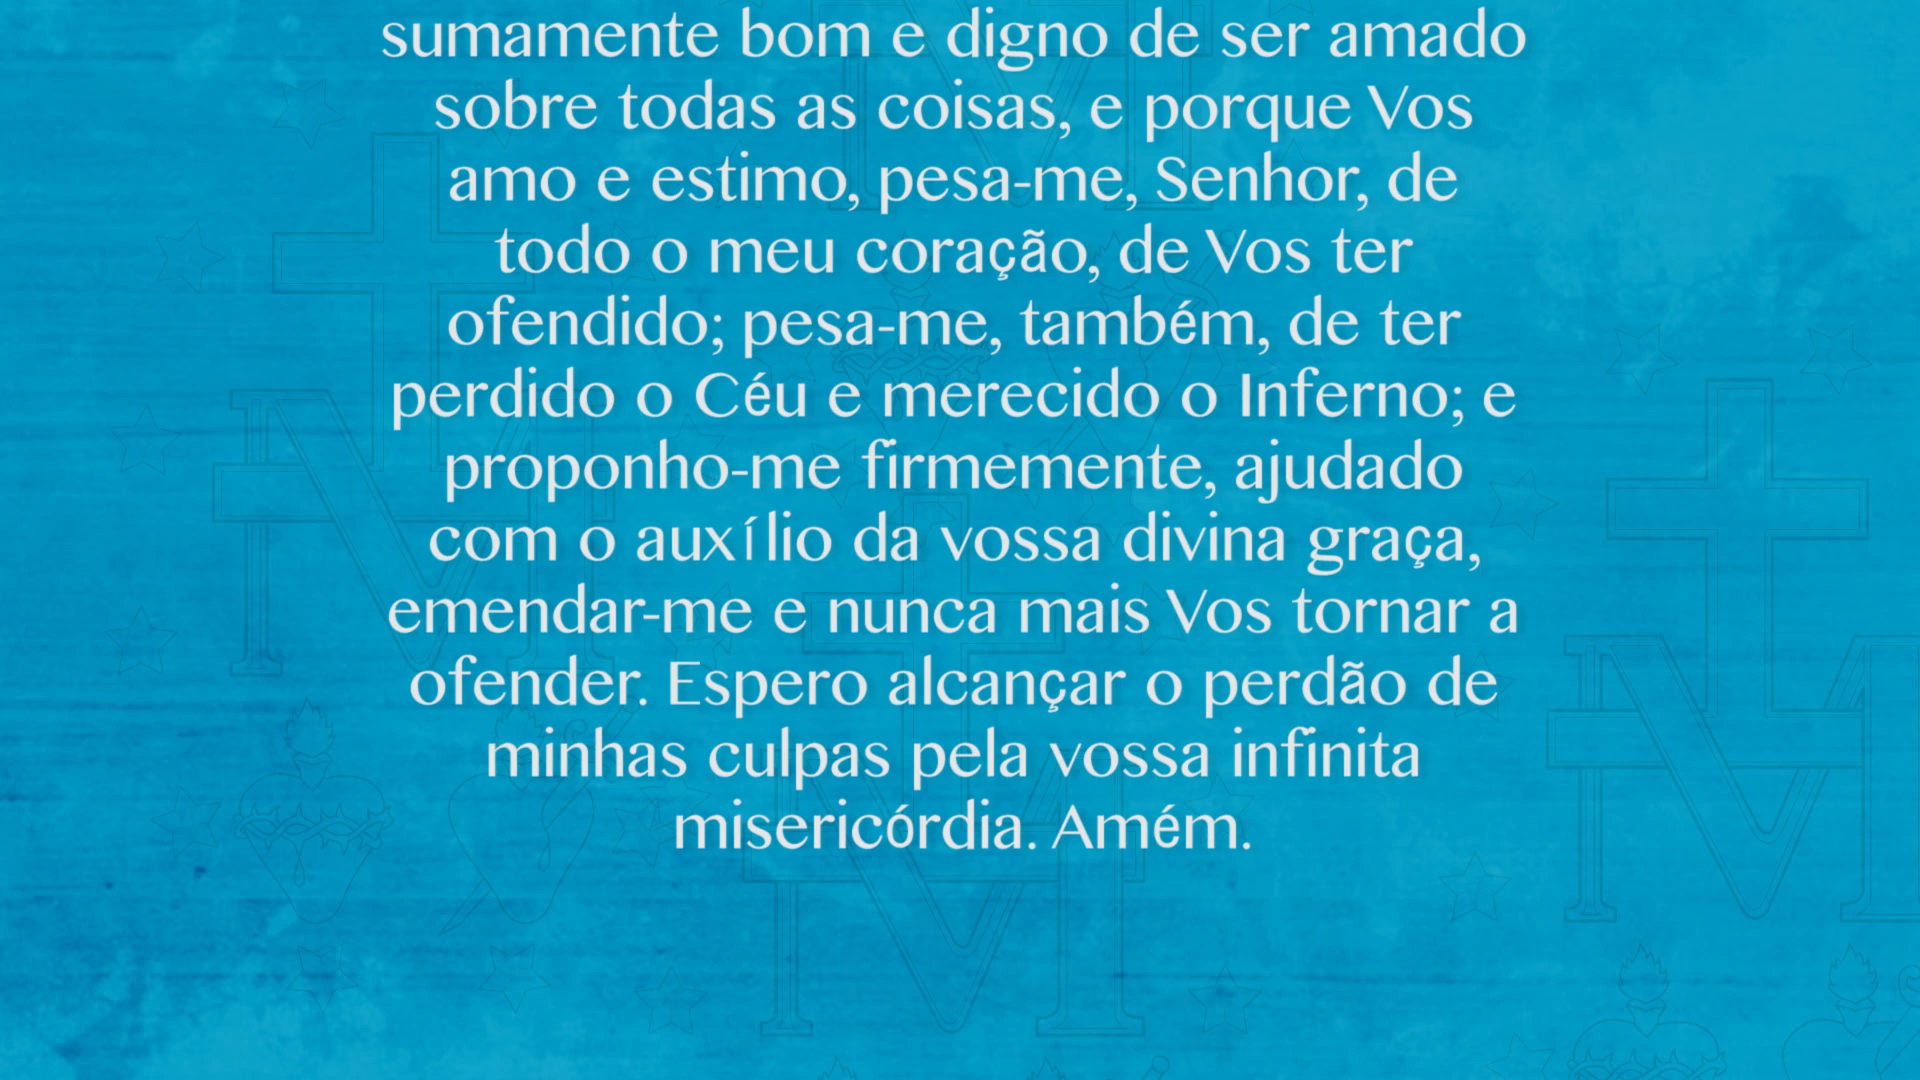 sumamente bom e digno de ser amado
sobre todas as coisas, e porque Vos
amo e estimo, pesa-me, Senhor, de
todo o meu coração, de Vos ter
ofendido; pesa-me, também, de ter
perdido o Céu e merecido o Inferno; e
proponho-me firmemente, ajudado
com o auxílio da vossa divina graça,
emendar-me e nunca mais Vos tornar a
ofender. Espero alcançar o perdão de
minhas culpas pela vossa infinita
misericórdia. Amém.